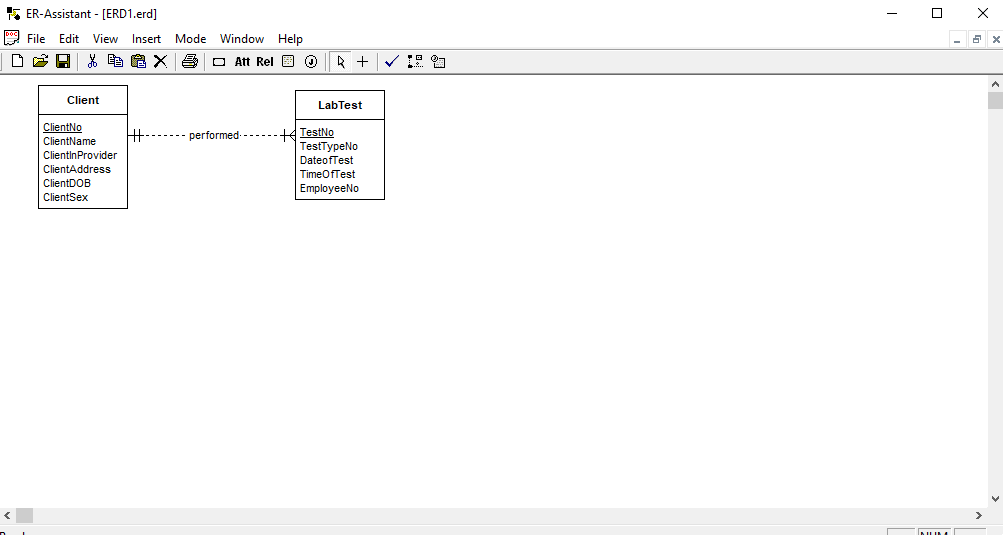 ER-Assistant - [ERD1.erd]
DOC File Edit View Insert Mode Window Help
Att Rel J
Client
ClientNo
ClientName
ClientInProvider
ClientAddress
ClientDOB
ClientSex
performed
LabTest
TestNo
TestTypeNo
DateofTest
TimeOfTest
EmployeeNo
NUM